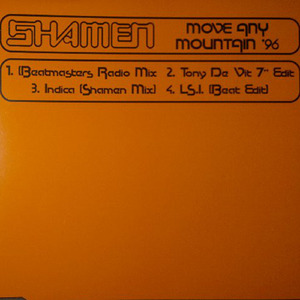 SHAMEN
MOVE ANY
MOUNTAIN '96
1. (Beatmasters Radio Mix 2. Tony De Vit 7" Edit
3. Indica (Shamen Mix) 4. L.S.I. (Beat Edit)